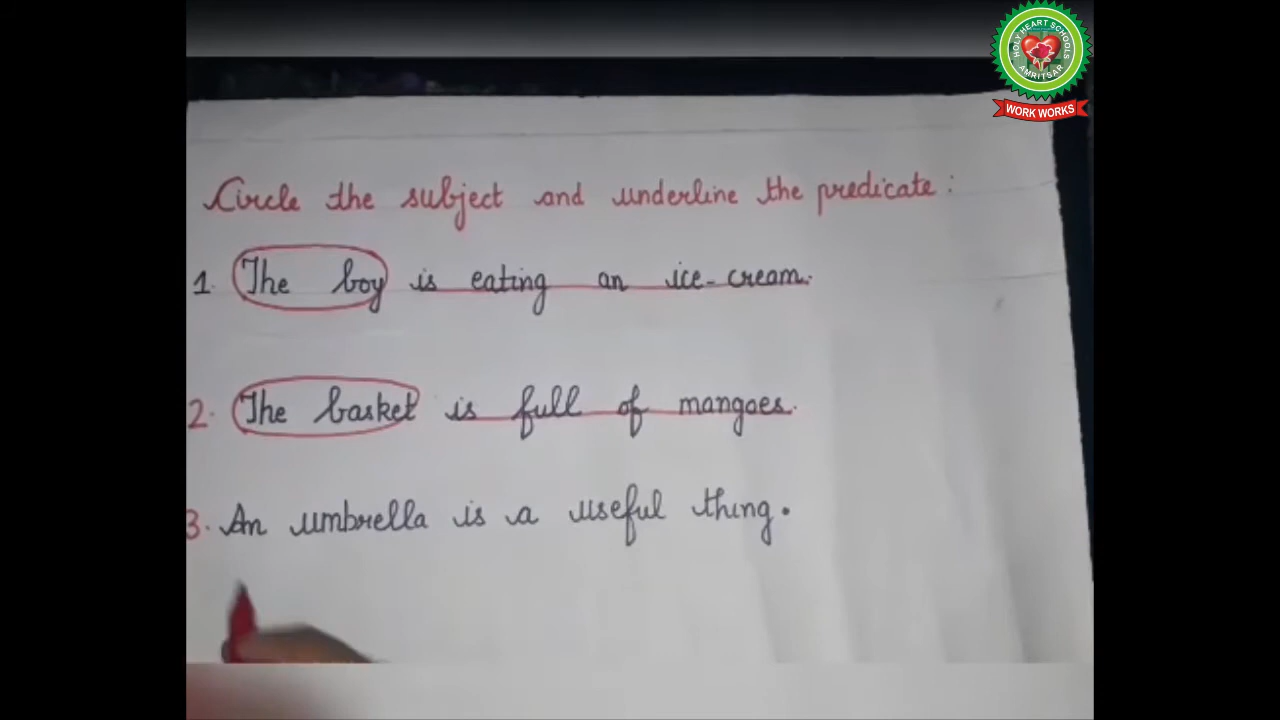 HOLY HEART SCHOOLS
AMRITSAR
WORK WORKS
Circle the subject and underline the predicate:
1. The boy is eating an ice-cream.
2. The basket is full of mangoes.
3. An umbrella is a useful thing.